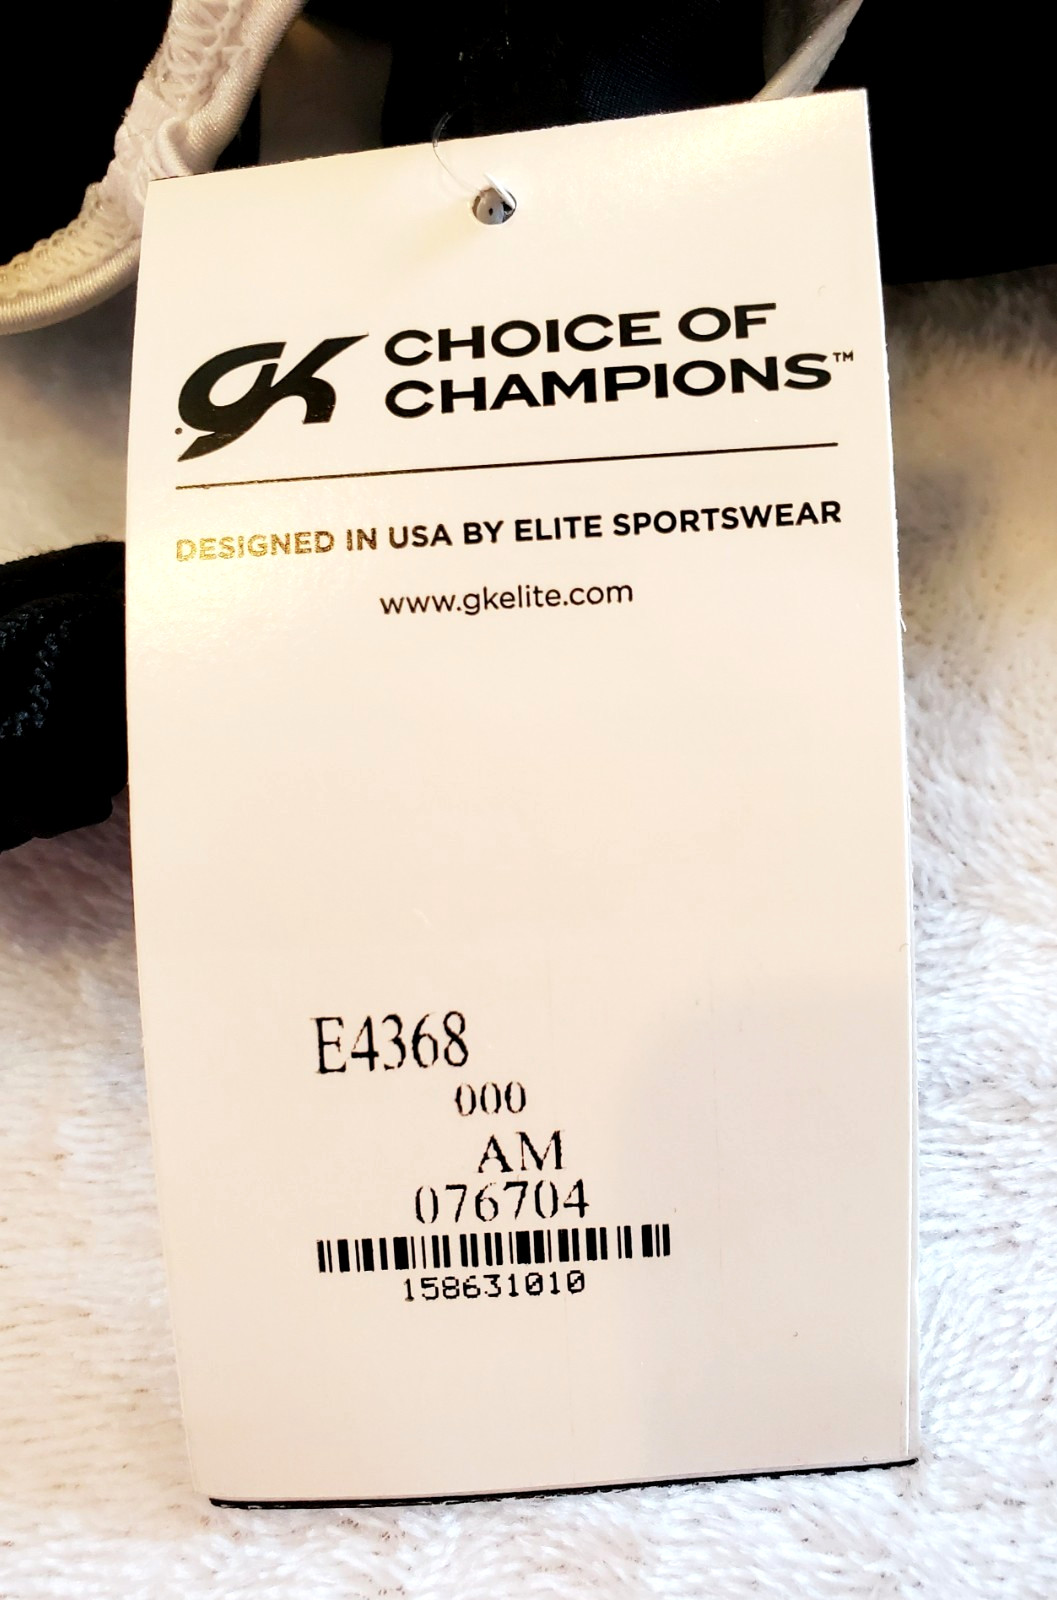 GK CHOICE OF
CHAMPIONS™
DESIGNED IN USA BY ELITE SPORTSWEAR
www.gkelite.com
E4368
000
AM
076704
158631010